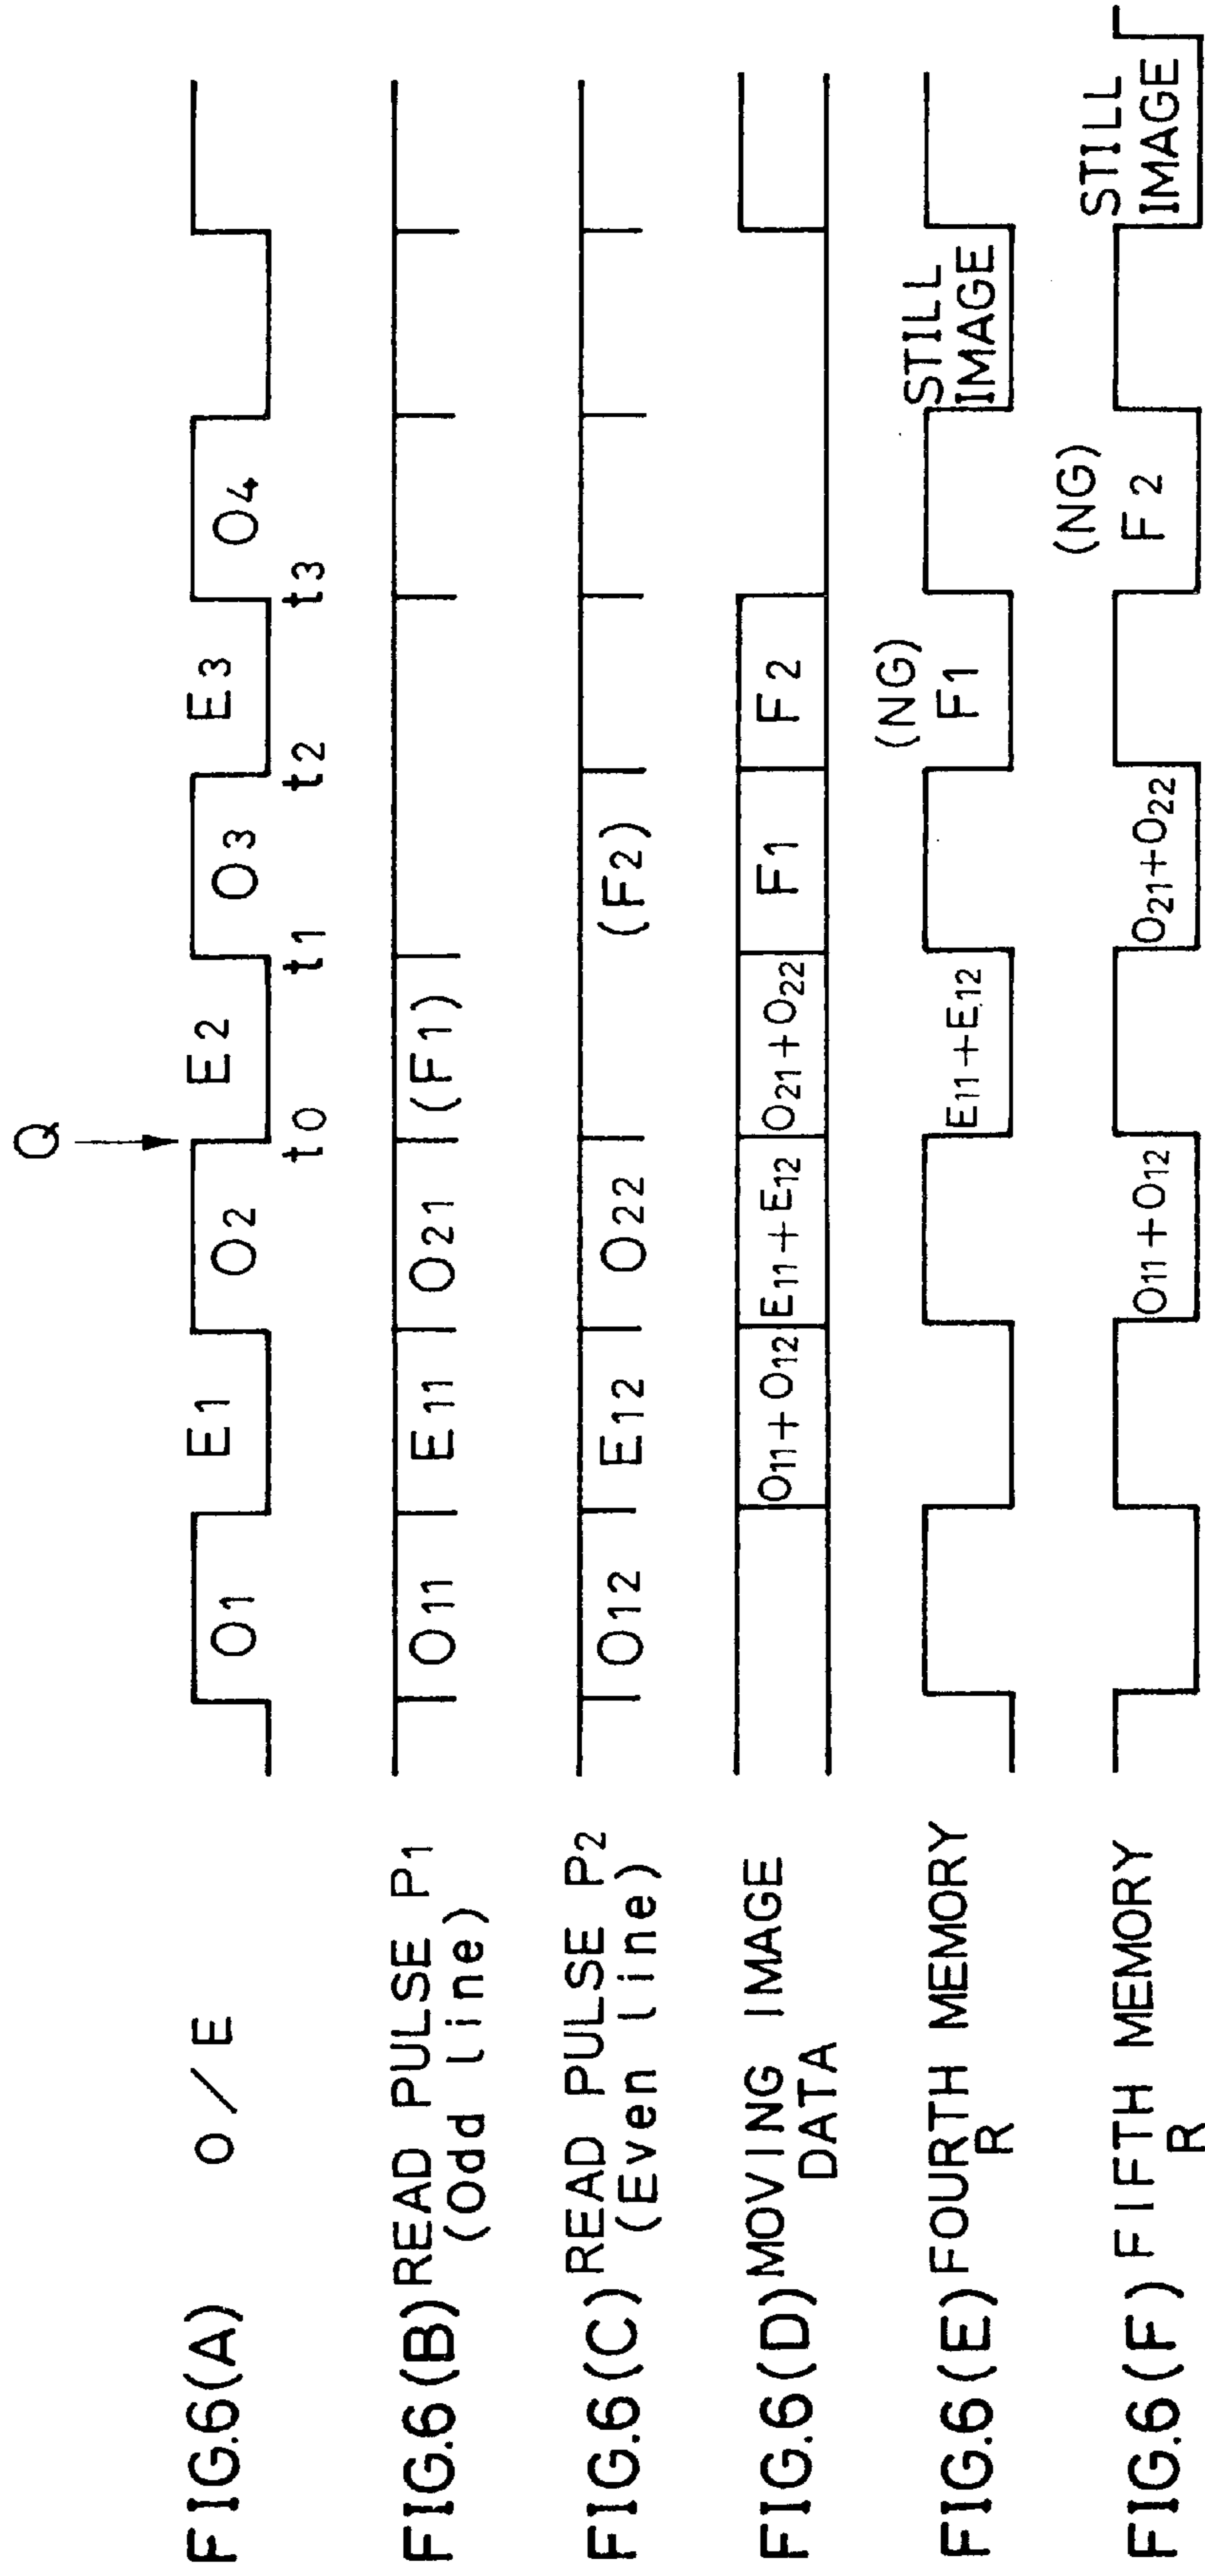 Q
FIG.6(A) O/E
O1 E1 O2 E2 O3 E3 O4
t0 t1 t2 t3
FIG.6(B) READ PULSE P1
(Odd line)
O11 E11 O21 (F1)
FIG.6(C) READ PULSE P2
(Even line)
O12 E12 O22 (F2)
FIG.6(D) MOVING IMAGE
DATA
O11+O12 E11+E12 O21+O22 F1 F2
FIG.6(E) FOURTH MEMORY
R
E11+E12
(NG)
F1
STILL
IMAGE
FIG.6(F) FIFTH MEMORY
R
O11+O12 O21+O22
(NG)
F2
STILL
IMAGE